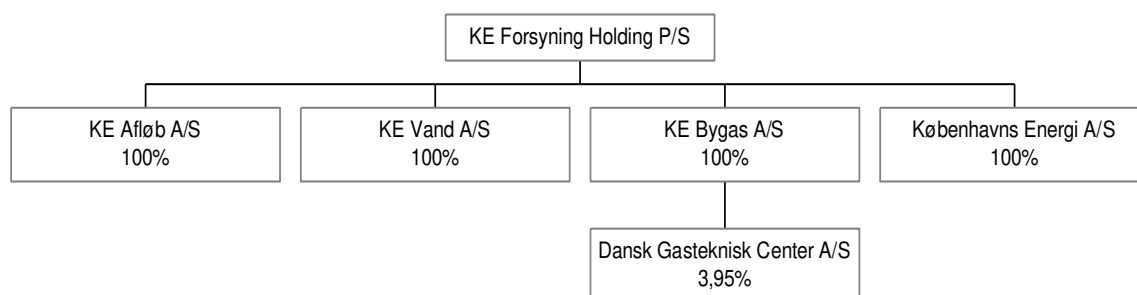 KE Forsyning Holding P/S
KE Afløb A/S
100%
KE Vand A/S
100%
KE Bygas A/S
100%
Københavns Energi A/S
100%
Dansk Gasteknisk Center A/S
3,95%